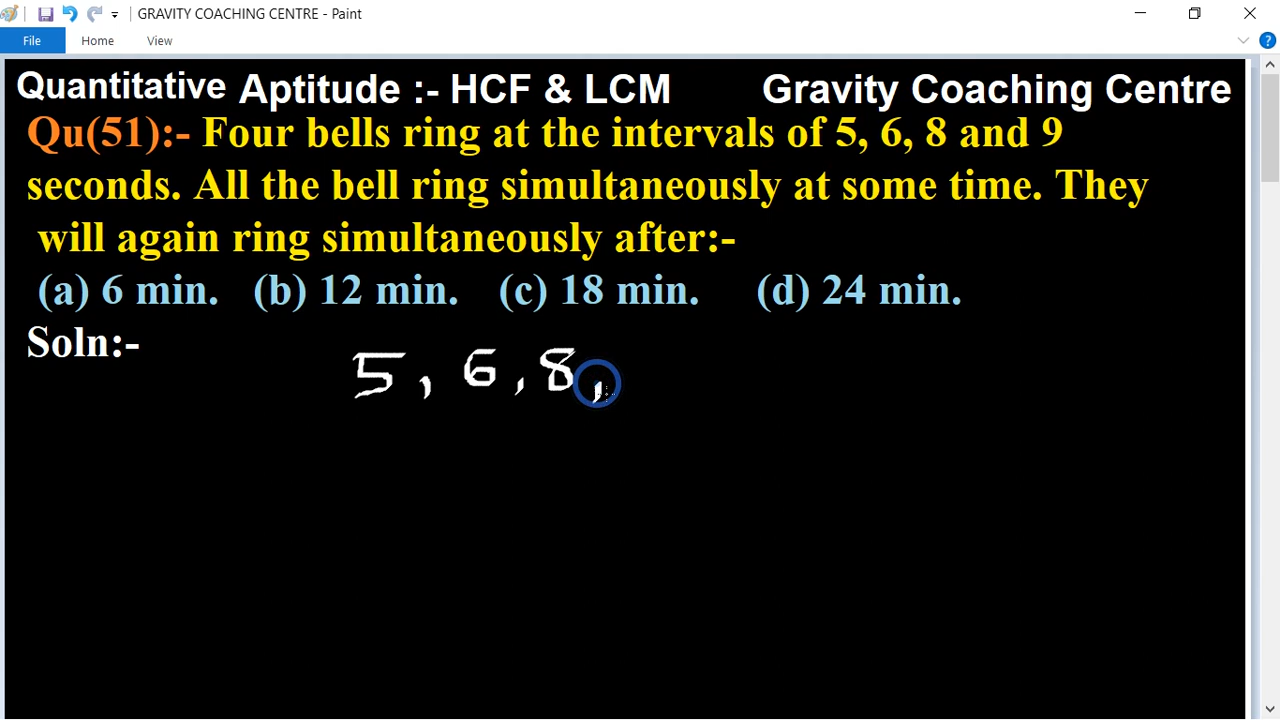 GRAVITY COACHING CENTRE - Paint
File Home View
Quantitative Aptitude :- HCF & LCM Gravity Coaching Centre
Qu(51):- Four bells ring at the intervals of 5, 6, 8 and 9
seconds. All the bell ring simultaneously at some time. They
will again ring simultaneously after:-
(a) 6 min. (b) 12 min. (c) 18 min. (d) 24 min.
Soln:-
5, 6, 8,